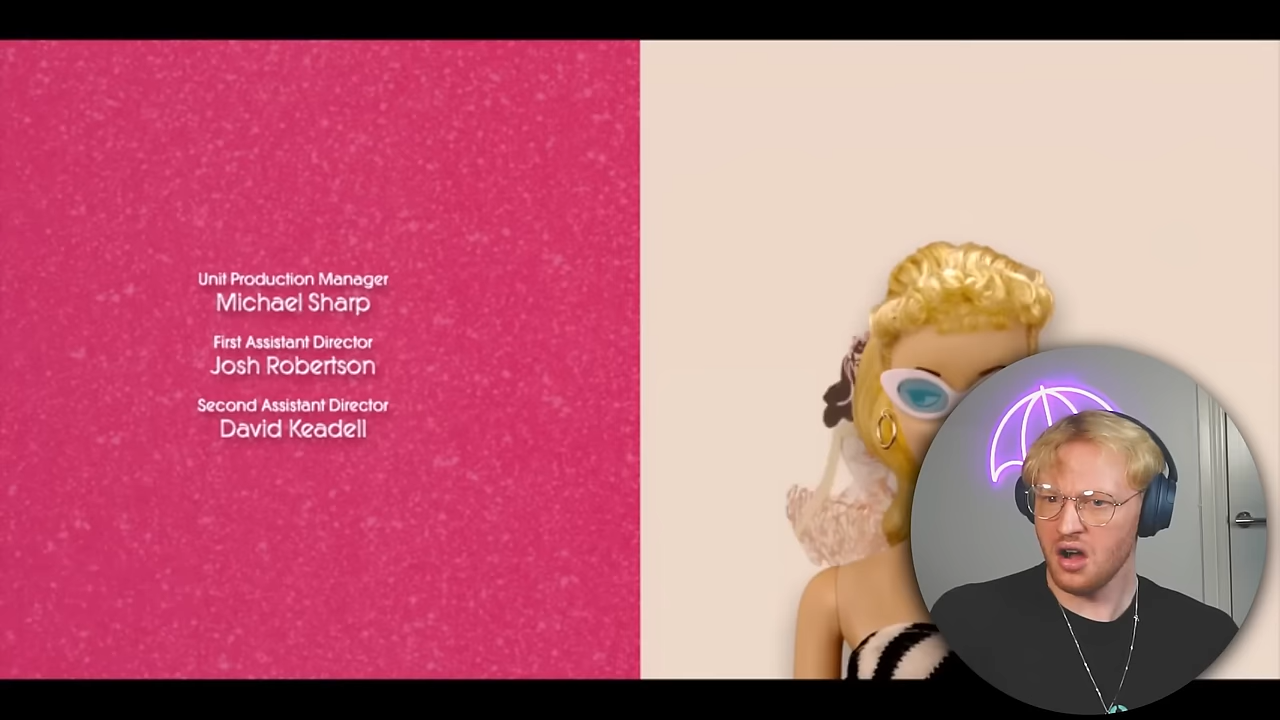 Unit Production Manager
Michael Sharp
First Assistant Director
Josh Robertson
Second Assistant Director
David Keadell